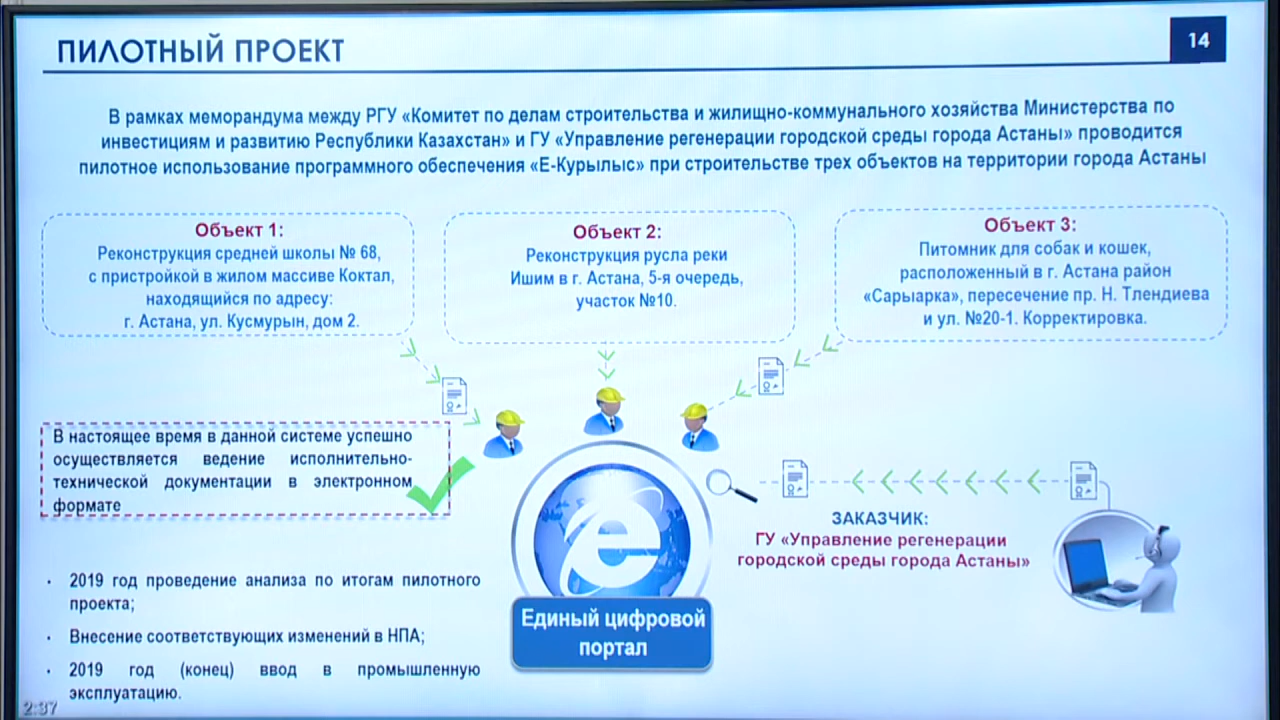 ПИЛОТНЫЙ ПРОЕКТ
14
В рамках меморандума между РГУ «Комитет по делам строительства и жилищно-коммунального хозяйства Министерства по
инвестициям и развитию Республики Казахстан» и ГУ «Управление регенерации городской среды города Астаны» проводится
пилотное использование программного обеспечения «Е-Курылыс» при строительстве трех объектов на территории города Астаны
Объект 1:
Реконструкция средней школы № 68,
с пристройкой в жилом массиве Коктал,
находящийся по адресу:
г. Астана, ул. Кусмурын, дом 2.
Объект 2:
Реконструкция русла реки
Ишим в г. Астана, 5-я очередь,
участок №10.
Объект 3:
Питомник для собак и кошек,
расположенный в г. Астана район
«Сарыарка», пересечение пр. Н. Тлендиева
и ул. №20-1. Корректировка.
В настоящее время в данной системе успешно
осуществляется ведение исполнительно-
технической документации в электронном
формате
ЗАКАЗЧИК:
ГУ «Управление регенерации
городской среды города Астаны»
· 2019 год проведение анализа по итогам пилотного
проекта;
· Внесение соответствующих изменений в НПА;
· 2019 год (конец) ввод в промышленную
эксплуатацию.
Единый цифровой
портал
2:37